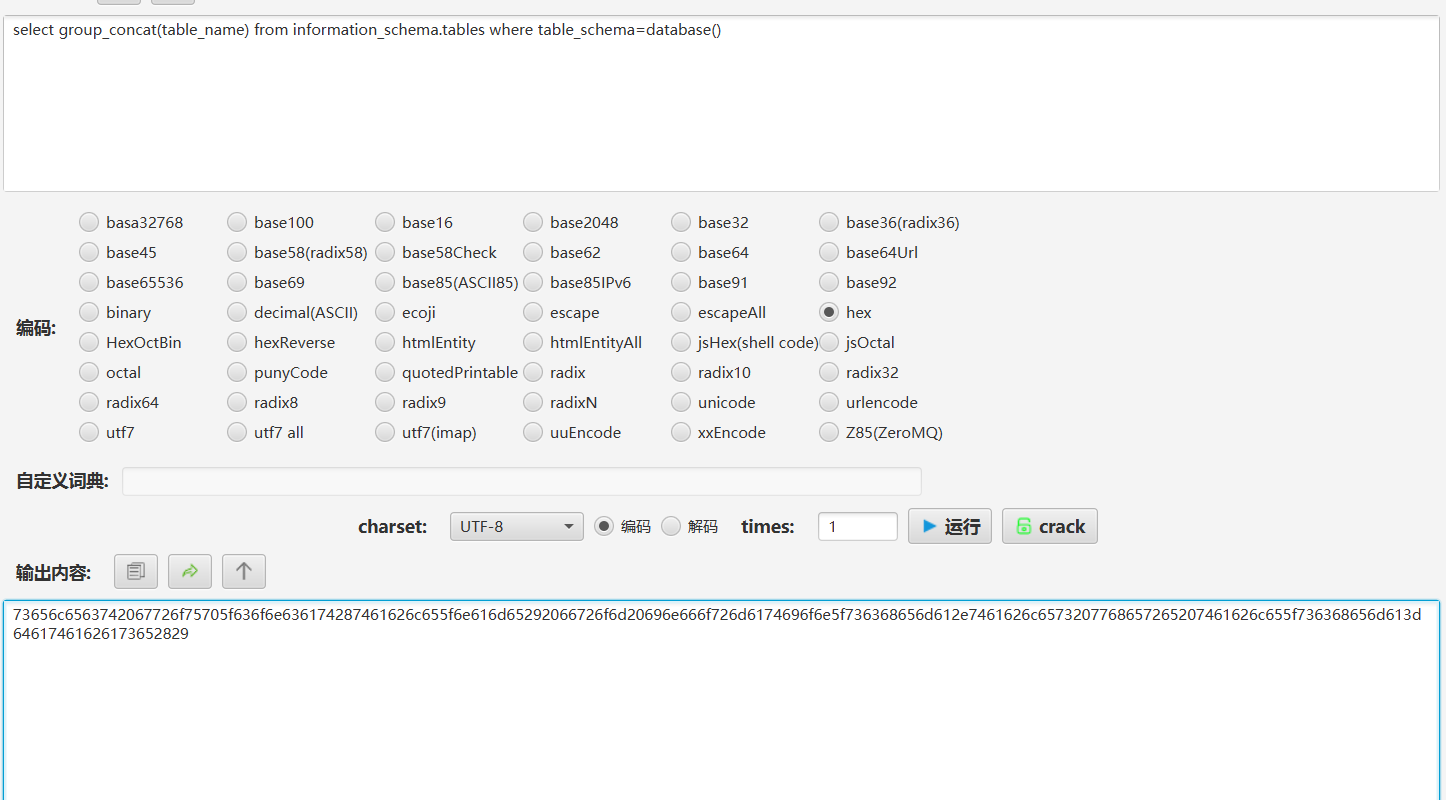 select group_concat(table_name) from information_schema.tables where table_schema=database()
basa32768 base100 base16 base2048 base32 base36(radix36)
base45 base58(radix58) base58Check base62 base64 base64Url
base65536 base69 base85(ASCII85) base85IPv6 base91 base92
binary decimal(ASCII) ecoji escape escapeAll hex
编码:
HexOctBin hexReverse htmlEntity htmlEntityAll jsHex(shell code) jsOctal
octal punyCode quotedPrintable radix radix10 radix32
radix64 radix8 radix9 radixN unicode urlencode
utf7 utf7 all utf7(imap) uuEncode xxEncode Z85(ZeroMQ)
自定义词典:
charset: UTF-8 编码 解码 times: 1 运行 crack
输出内容:
73656c6563742067726f75705f636f6e636174287461626c655f6e616d65292066726f6d20696e666f726d6174696f6e5f736368656d612e7461626c6573207768657265207461626c655f736368656d613d
64617461626173652829